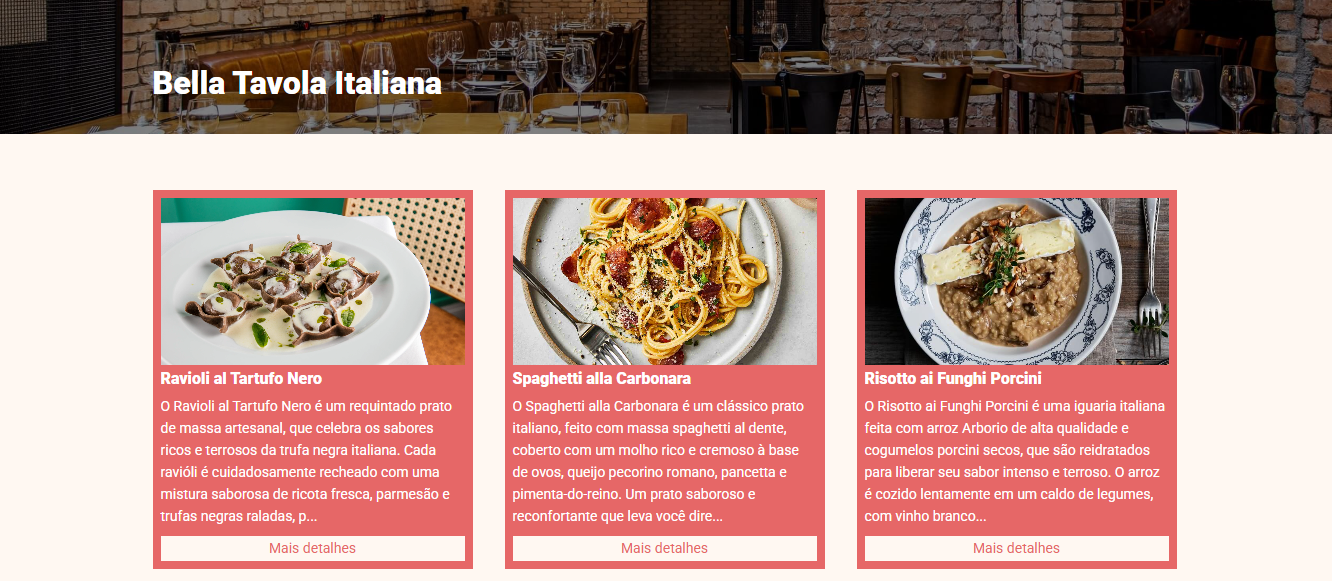 Bella Tavola Italiana
Ravioli al Tartufo Nero
O Ravioli al Tartufo Nero é um requintado prato
de massa artesanal, que celebra os sabores
ricos e terrosos da trufa negra italiana. Cada
ravióli é cuidadosamente recheado com uma
mistura saborosa de ricota fresca, parmesão e
trufas negras raladas, p...
Mais detalhes
Spaghetti alla Carbonara
O Spaghetti alla Carbonara é um clássico prato
italiano, feito com massa spaghetti al dente,
coberto com um molho rico e cremoso à base
de ovos, queijo pecorino romano, pancetta e
pimenta-do-reino. Um prato saboroso e
reconfortante que leva você dire...
Mais detalhes
Risotto ai Funghi Porcini
O Risotto ai Funghi Porcini é uma iguaria italiana
feita com arroz Arborio de alta qualidade e
cogumelos porcini secos, que são reidratados
para liberar seu sabor intenso e terroso. O arroz
é cozido lentamente em um caldo de legumes,
com vinho branco...
Mais detalhes